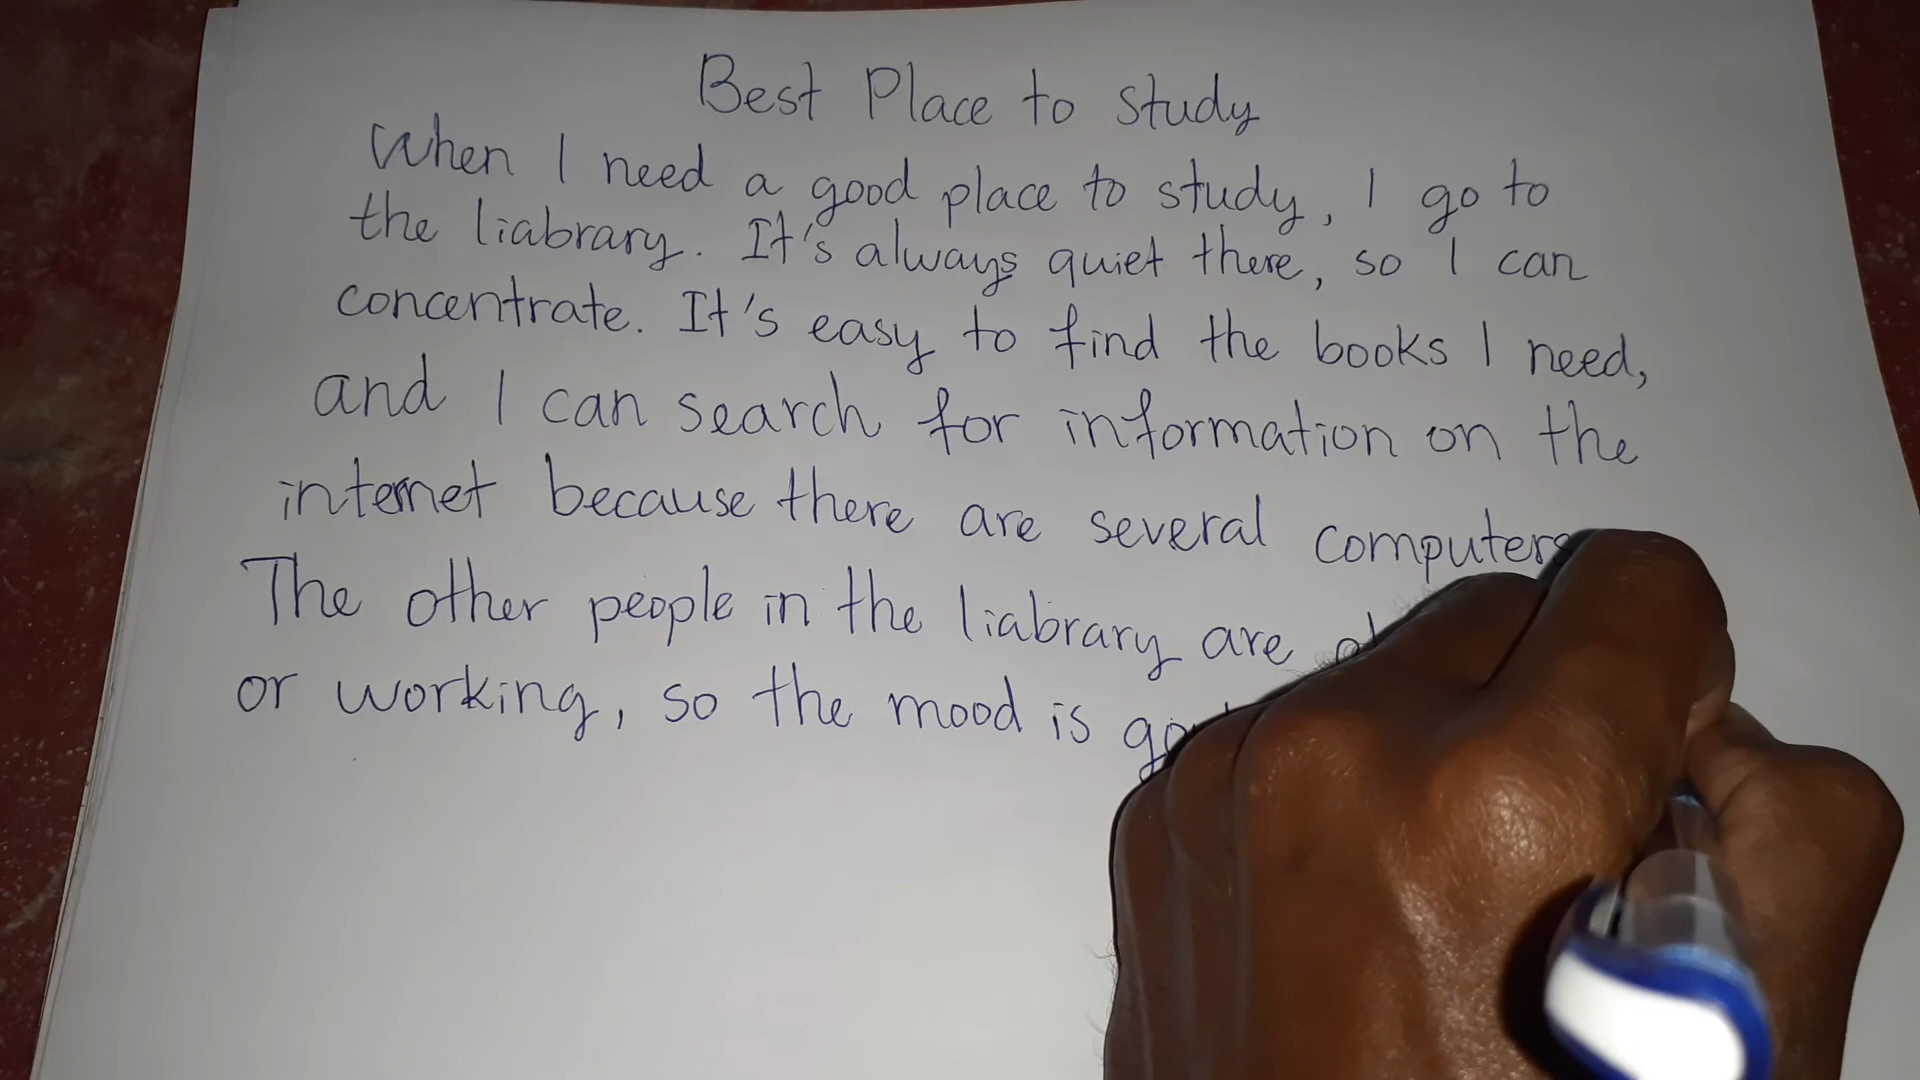 Best Place to study
When I need a good place to study, I go to
the liabrary. It's always quiet there, so I can
concentrate. It's easy to find the books I need,
and I can search for information on the
internet because there are several computers
The other people in the liabrary are
or working, so the mood is